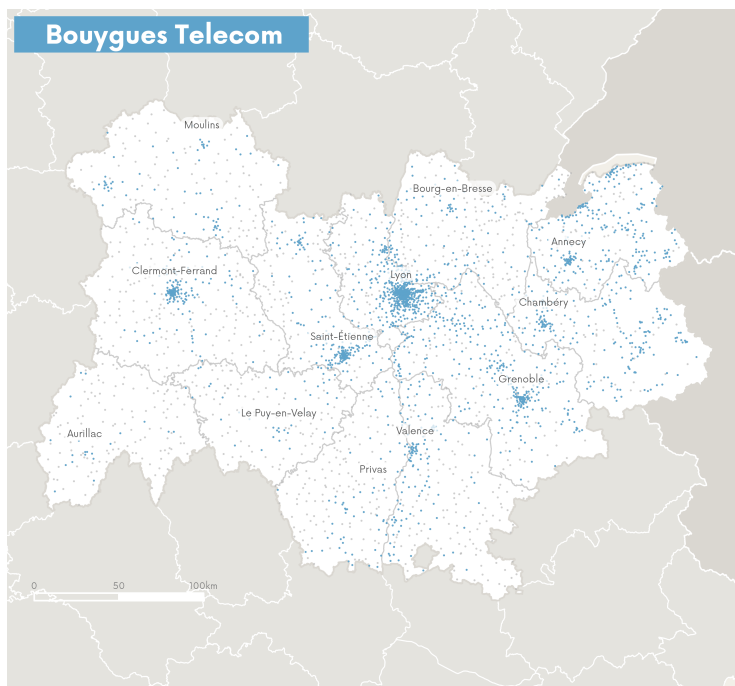 Bouygues Telecom
Moulins
Bourg-en-Bresse
Annecy
Clermont-Ferrand
Lyon
Chambéry
Saint-Étienne
Grenoble
Le Puy-en-Velay
Aurillac
Valence
Privas
0 50 100km